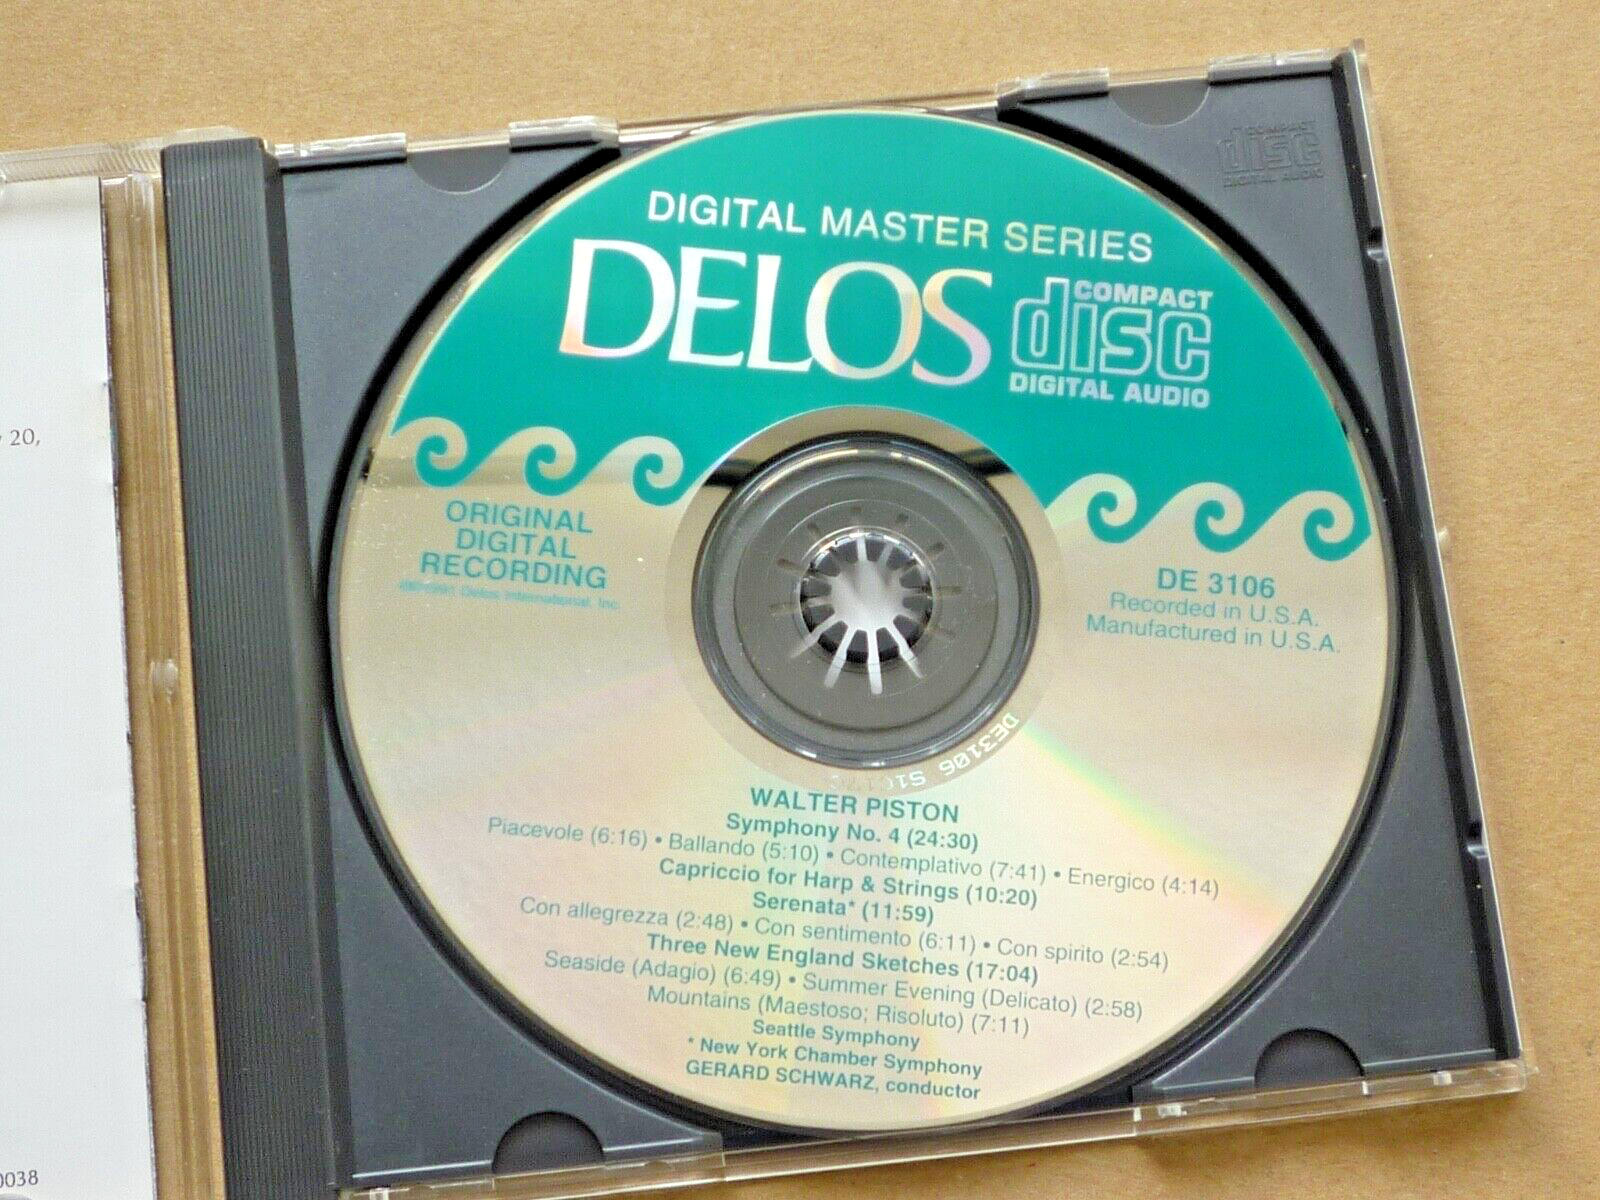 DIGITAL MASTER SERIES
DELOS
COMPACT
disc
DIGITAL AUDIO
COMPACT
disc
DIGITAL AUDIO
20,
ORIGINAL
DIGITAL
RECORDING
Delos International, Inc.
DE 3106
Recorded in U.S.A.
Manufactured in U.S.A.
DE3106
WALTER PISTON
Symphony No. 4 (24:30)
Piacevole (6:16) • Ballando (5:10) • Contemplativo (7:41) • Energico (4:14)
Capriccio for Harp & Strings (10:20)
Serenata* (11:59)
Con allegrezza (2:48) • Con sentimento (6:11) • Con spirito (2:54)
Three New England Sketches (17:04)
Seaside (Adagio) (6:49) • Summer Evening (Delicato) (2:58)
Mountains (Maestoso; Risoluto) (7:11)
Seattle Symphony
* New York Chamber Symphony
GERARD SCHWARZ, conductor
0038